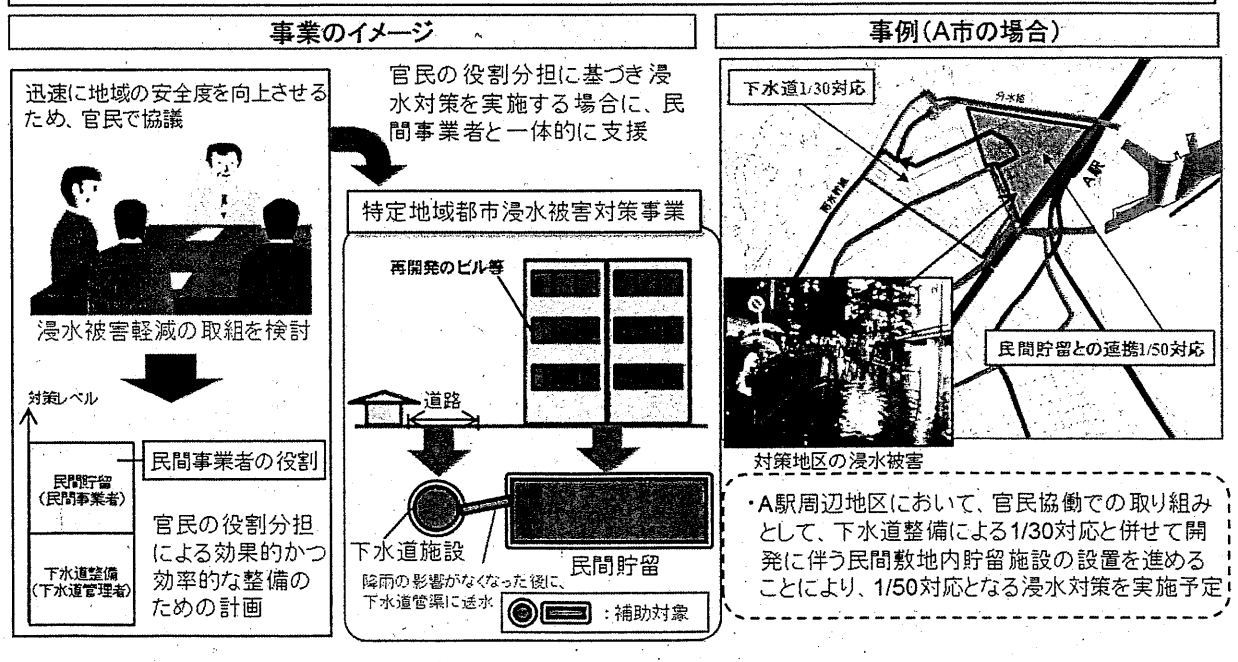 事業のイメージ
迅速に地域の安全度を向上させる
ため、官民で協議
浸水被害軽減の取組を検討
対策レベル
民間貯留
(民間事業者)
下水道整備
(下水道管理者)
民間事業者の役割
官民の役割分担
による効果的かつ
効率的な整備の
ための計画
官民の役割分担に基づき浸
水対策を実施する場合に、民
間事業者と一体的に支援
特定地域都市浸水被害対策事業
再開発のビル等
道路
下水道施設
民間貯留
降雨の影響がなくなった後に、
下水道管渠に送水
:補助対象
事例(A市の場合)
下水道1/30対応
分水線
雨水幹線
A駅
民間貯留との連携1/50対応
対策地区の浸水被害
・A駅周辺地区において、官民協働での取り組み
として、下水道整備による1/30対応と併せて開
発に伴う民間敷地内貯留施設の設置を進める
ことにより、1/50対応となる浸水対策を実施予定